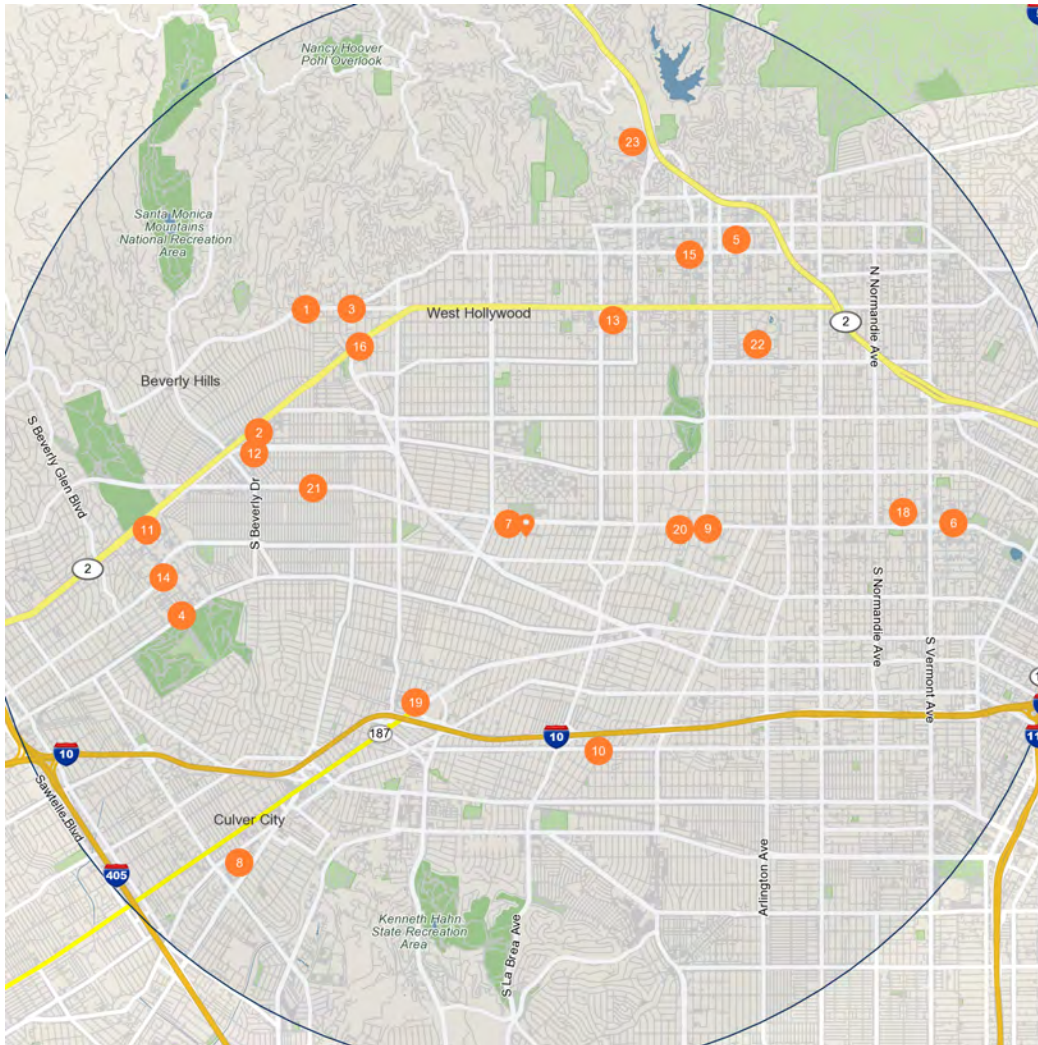 5
Nancy Hoover
Pohl Overlook
23
Santa Monica
Mountains
National Recreation
Area
5
15
N Normandie Ave
1
3
West Hollywood
13
2
16
22
Beverly Hills
S Beverly Glen Blvd
2
12
S Beverly Dr
21
11
7
20
9
18
6
2
14
4
S Normandie Ave
S Vermont Ave
19
187
10
10
10
11
Sawtelle Blvd
Culver City
8
405
Arlington Ave
Kenneth Hahn
State Recreation
Area
S La Brea Ave